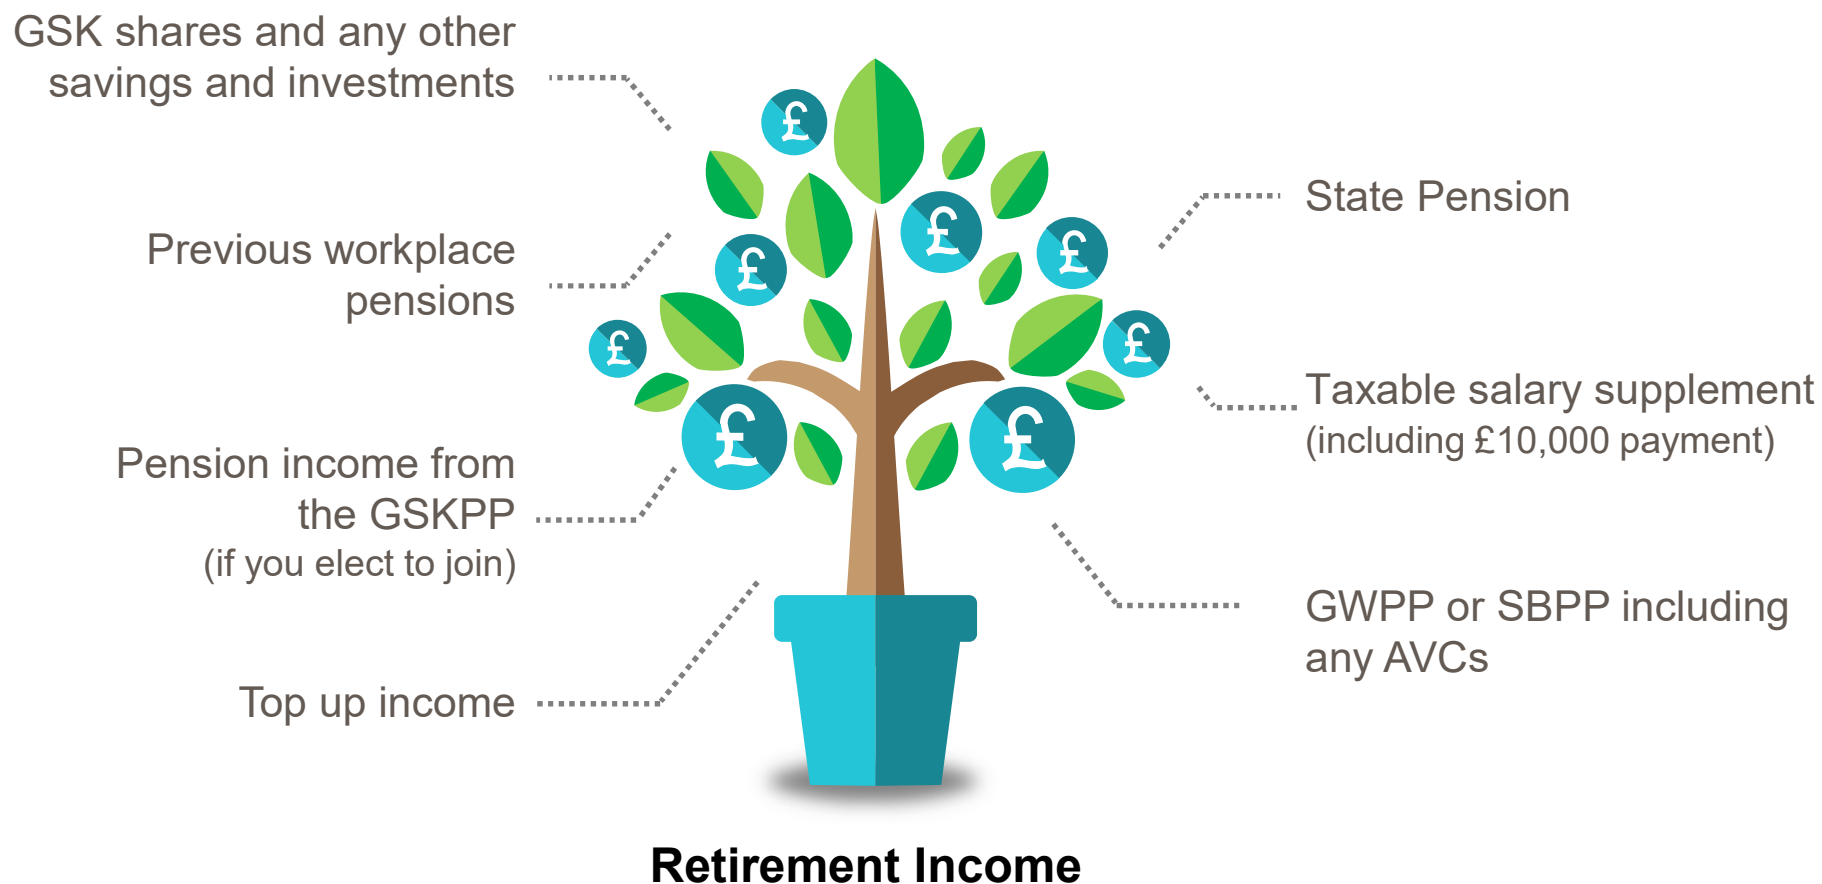 GSK shares and any other
savings and investments
Previous workplace
pensions
Pension income from
the GSKPP
(if you elect to join)
Top up income
£
£
£
£
£
£
£
£
State Pension
Taxable salary supplement
(including £10,000 payment)
GWPP or SBPP including
any AVCs
Retirement Income